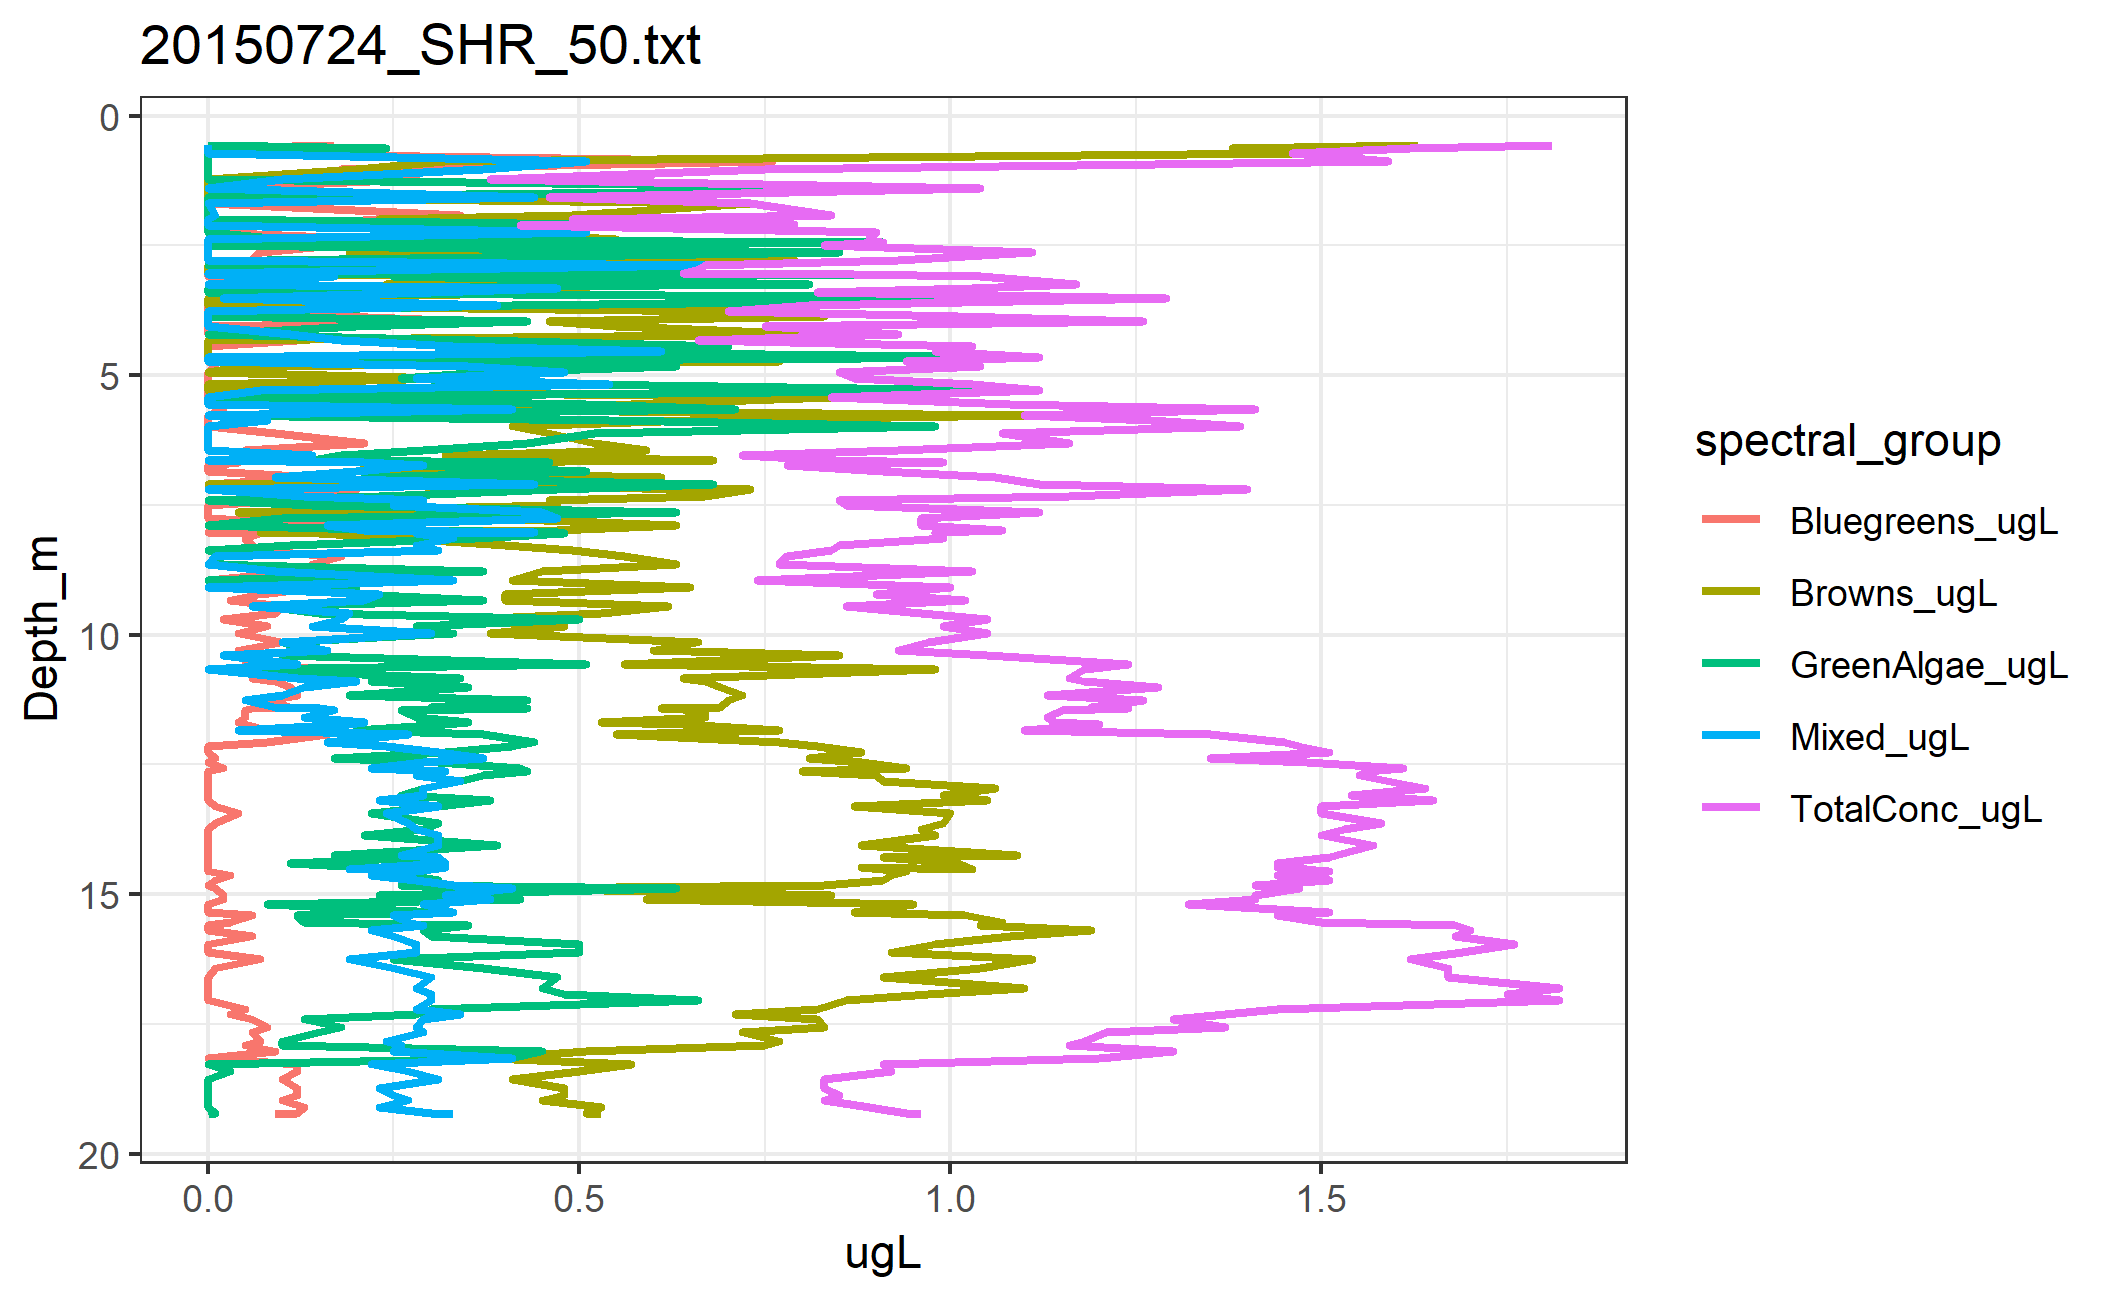 20150724_SHR_50.txt
0
5
10
15
20
Depth_m
0.0 0.5 1.0 1.5
ugL
spectral_group
Bluegreens_ugL
Browns_ugL
GreenAlgae_ugL
Mixed_ugL
TotalConc_ugL